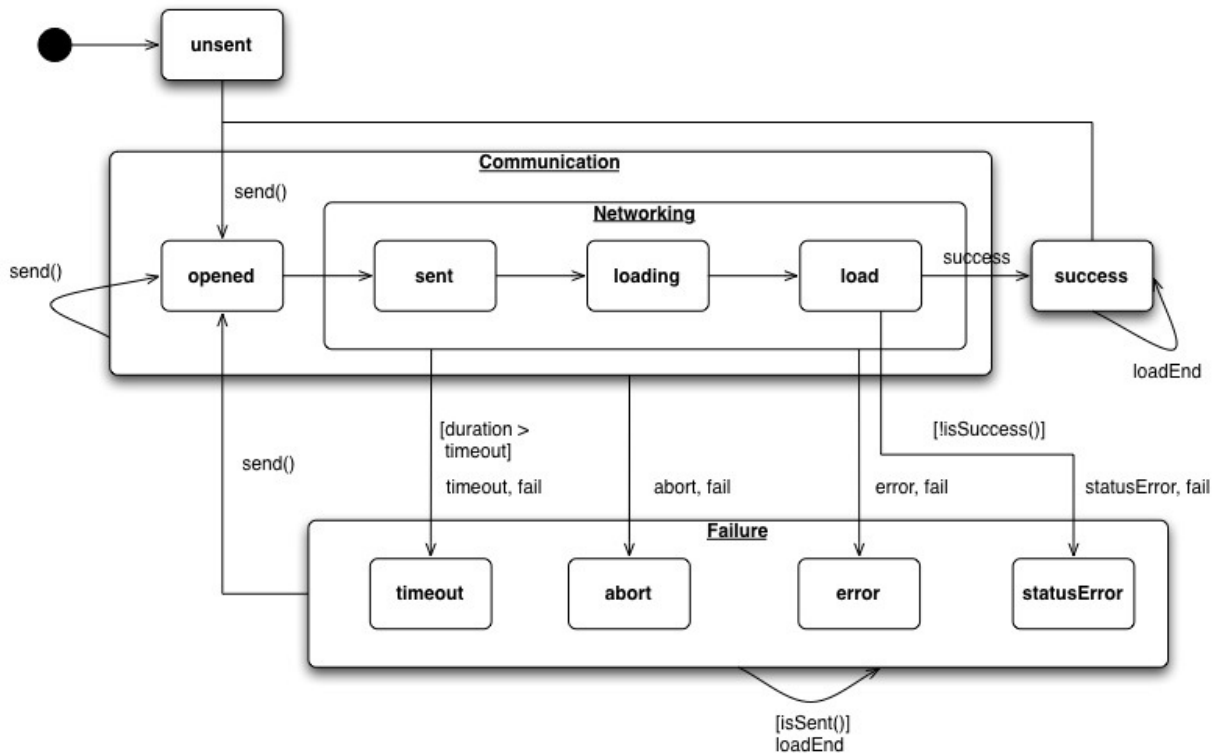 unsent
Communication
send()
Networking
send()
opened
sent
loading
load
success
success
loadEnd
[duration >
timeout]
[!isSuccess()]
send()
timeout, fail
abort, fail
error, fail
statusError, fail
Failure
timeout
abort
error
statusError
[isSent()]
loadEnd